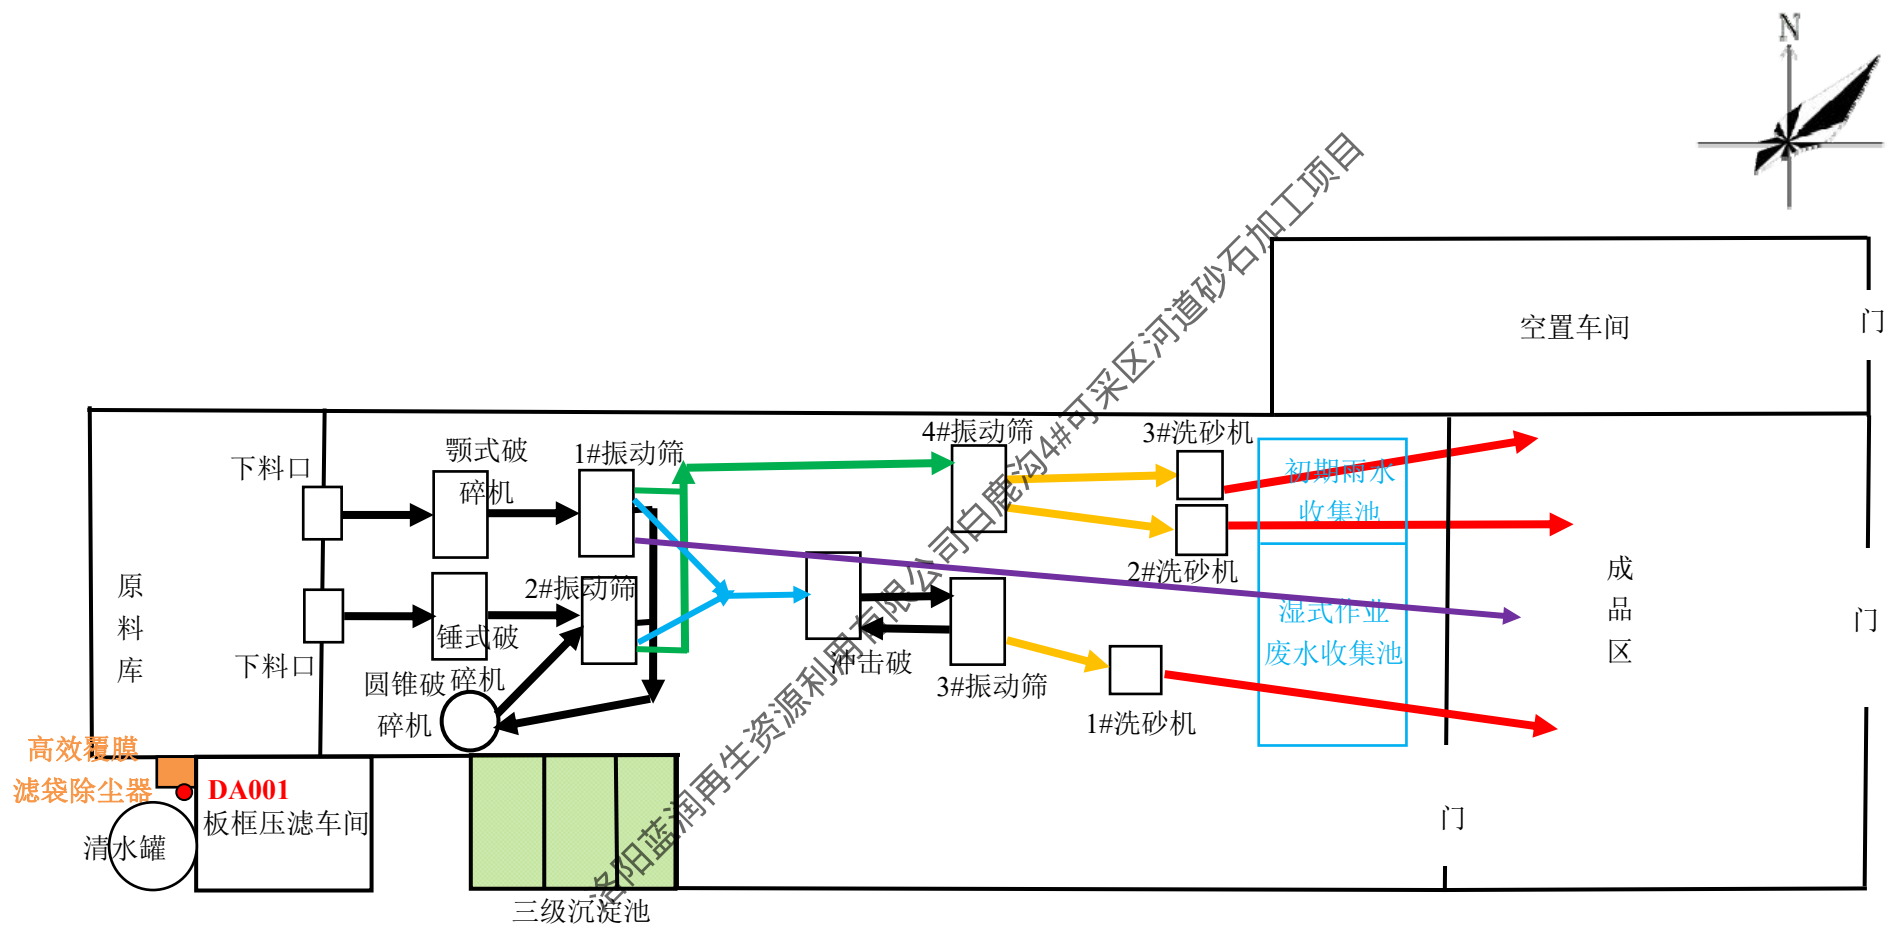 N
空置车间
门
4#振动筛
3#洗砂机
颚式破
碎机
1#振动筛
下料口
初期雨水
收集池
2#洗砂机
2#振动筛
原
料
库
成
品
区
湿式作业
废水收集池
门
锤式破
碎机
下料口
冲击破
3#振动筛
圆锥破
碎机
1#洗砂机
高效覆膜
滤袋除尘器
DA001
板框压滤车间
清水罐
门
三级沉淀池
洛阳蓝润再生资源利用有限公司白鹿沟4#可采区河道砂石加工项目